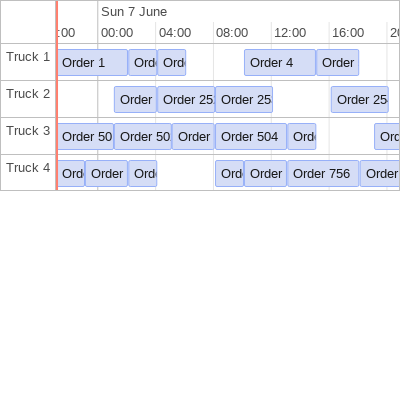 Sun 7 June
:00 00:00 04:00 08:00 12:00 16:00 20
Truck 1 Order 1 Ord Ord Order 4 Order
Truck 2 Order Order 25 Order 25 Order 25
Truck 3 Order 50 Order 50 Order Order 504 Ord Ord
Truck 4 Ord Order Ord Ord Order Order 756 Order